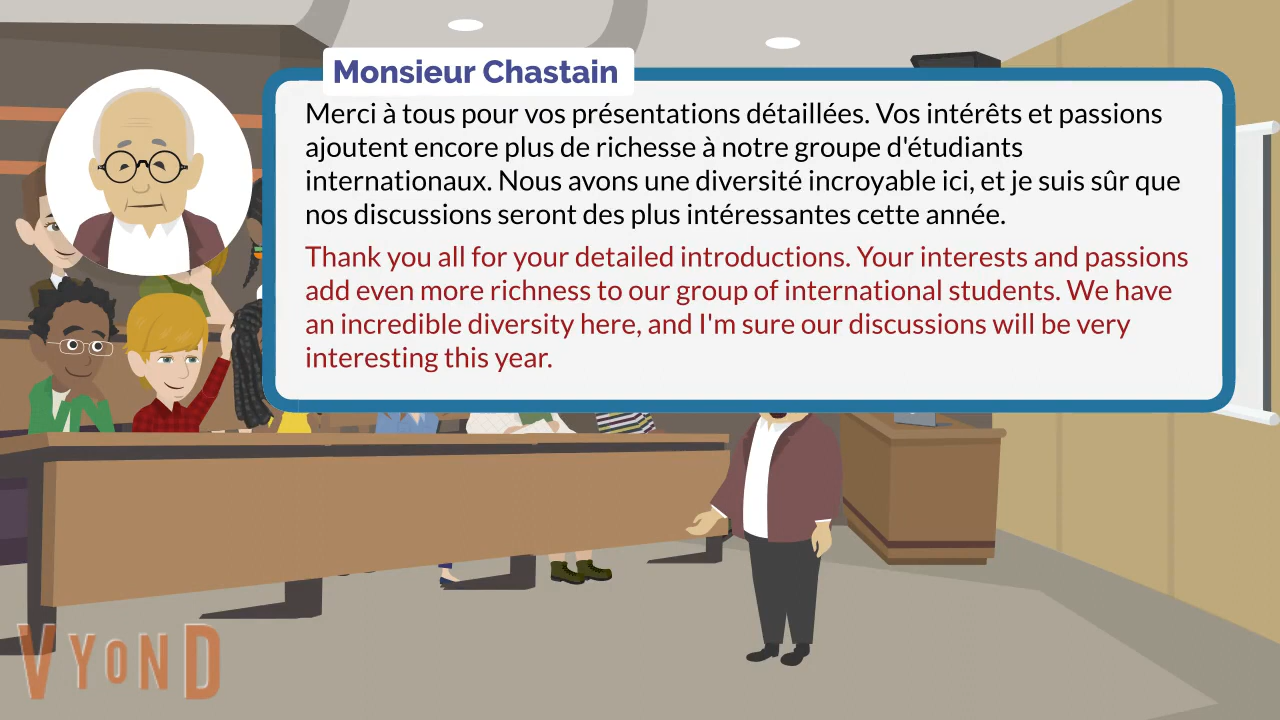 Monsieur Chastain
Merci à tous pour vos présentations détaillées. Vos intérêts et passions
ajoutent encore plus de richesse à notre groupe d'étudiants
internationaux. Nous avons une diversité incroyable ici, et je suis sûr que
nos discussions seront des plus intéressantes cette année.
Thank you all for your detailed introductions. Your interests and passions
add even more richness to our group of international students. We have
an incredible diversity here, and I'm sure our discussions will be very
interesting this year.
VYOND